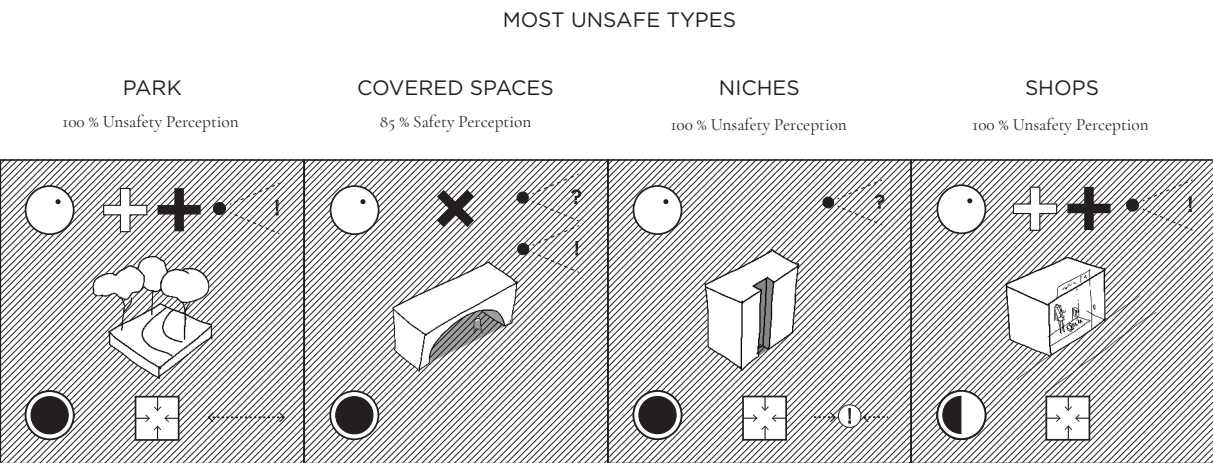 MOST UNSAFE TYPES
PARK
100 % Unsafety Perception
COVERED SPACES
85 % Safety Perception
NICHES
100 % Unsafety Perception
SHOPS
100 % Unsafety Perception
!
?
!
?
!
!